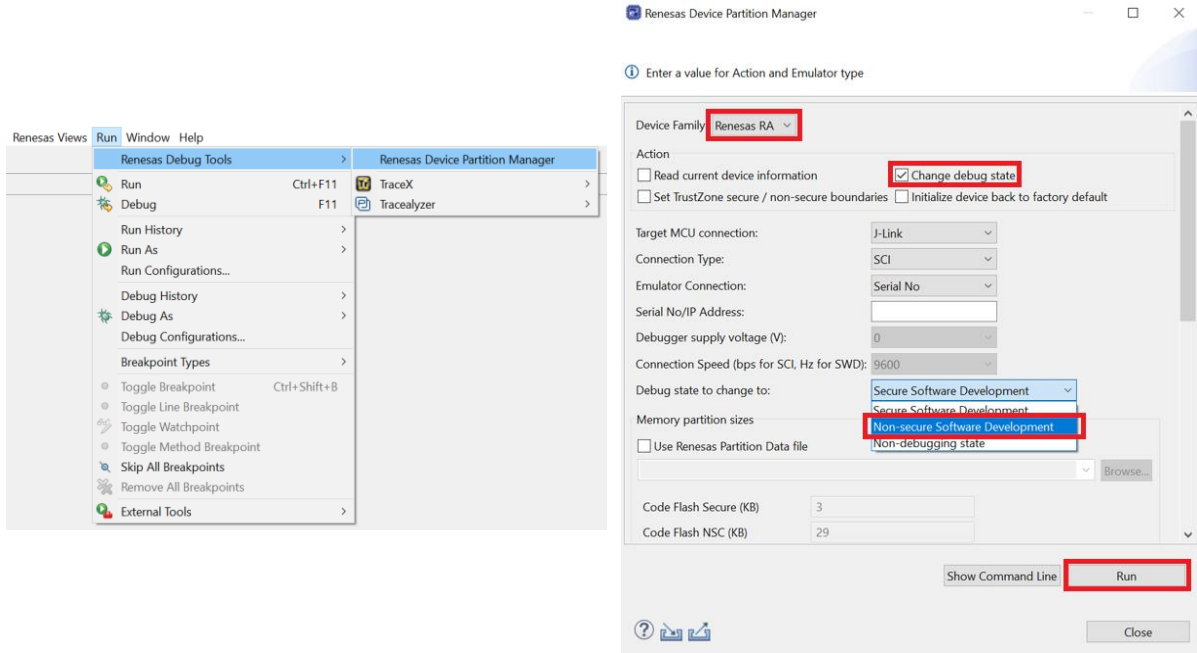 Renesas Views Run Window Help
Renesas Debug Tools
Run Ctrl+F11
Debug F11
Run History
Run As
Run Configurations...
Debug History
Debug As
Debug Configurations...
Breakpoint Types
Toggle Breakpoint Ctrl+Shift+B
Toggle Line Breakpoint
Toggle Watchpoint
Toggle Method Breakpoint
Skip All Breakpoints
Remove All Breakpoints
External Tools
Renesas Device Partition Manager
TraceX
Tracealyzer
Renesas Device Partition Manager
Enter a value for Action and Emulator type
Device Family: Renesas RA
Action
Read current device information Change debug state
Set TrustZone secure / non-secure boundaries Initialize device back to factory default
Target MCU connection: J-Link
Connection Type: SCI
Emulator Connection: Serial No
Serial No/IP Address:
Debugger supply voltage (V): 0
Connection Speed (bps for SCI, Hz for SWD): 9600
Debug state to change to: Secure Software Development
Secure Software Development
Memory partition sizes Non-secure Software Development
Use Renesas Partition Data file Non-debugging state
Browse...
Code Flash Secure (KB) 3
Code Flash NSC (KB) 29
Show Command Line Run
Close